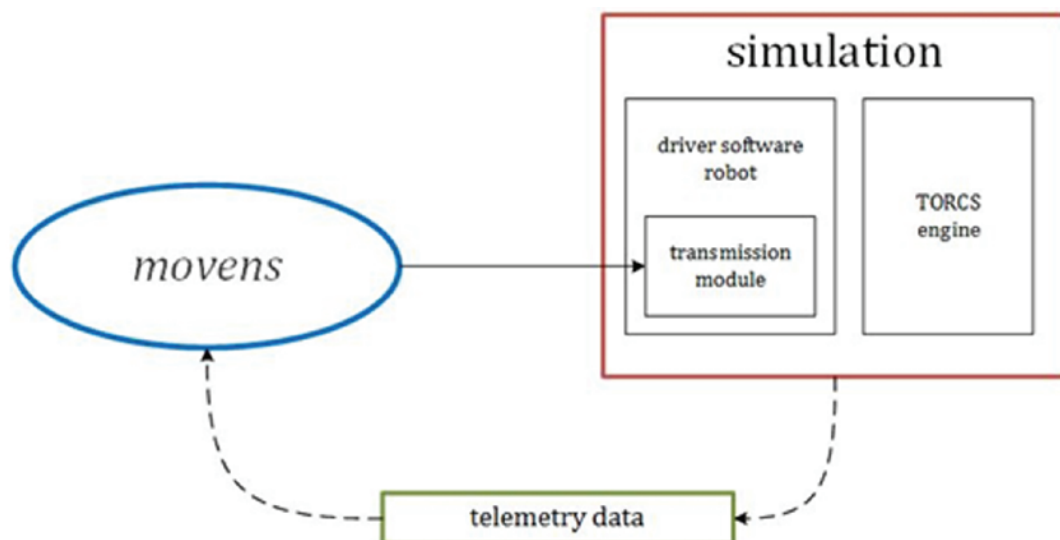 simulation
driver software
robot
transmission
module
TORCS
engine
movens
telemetry data